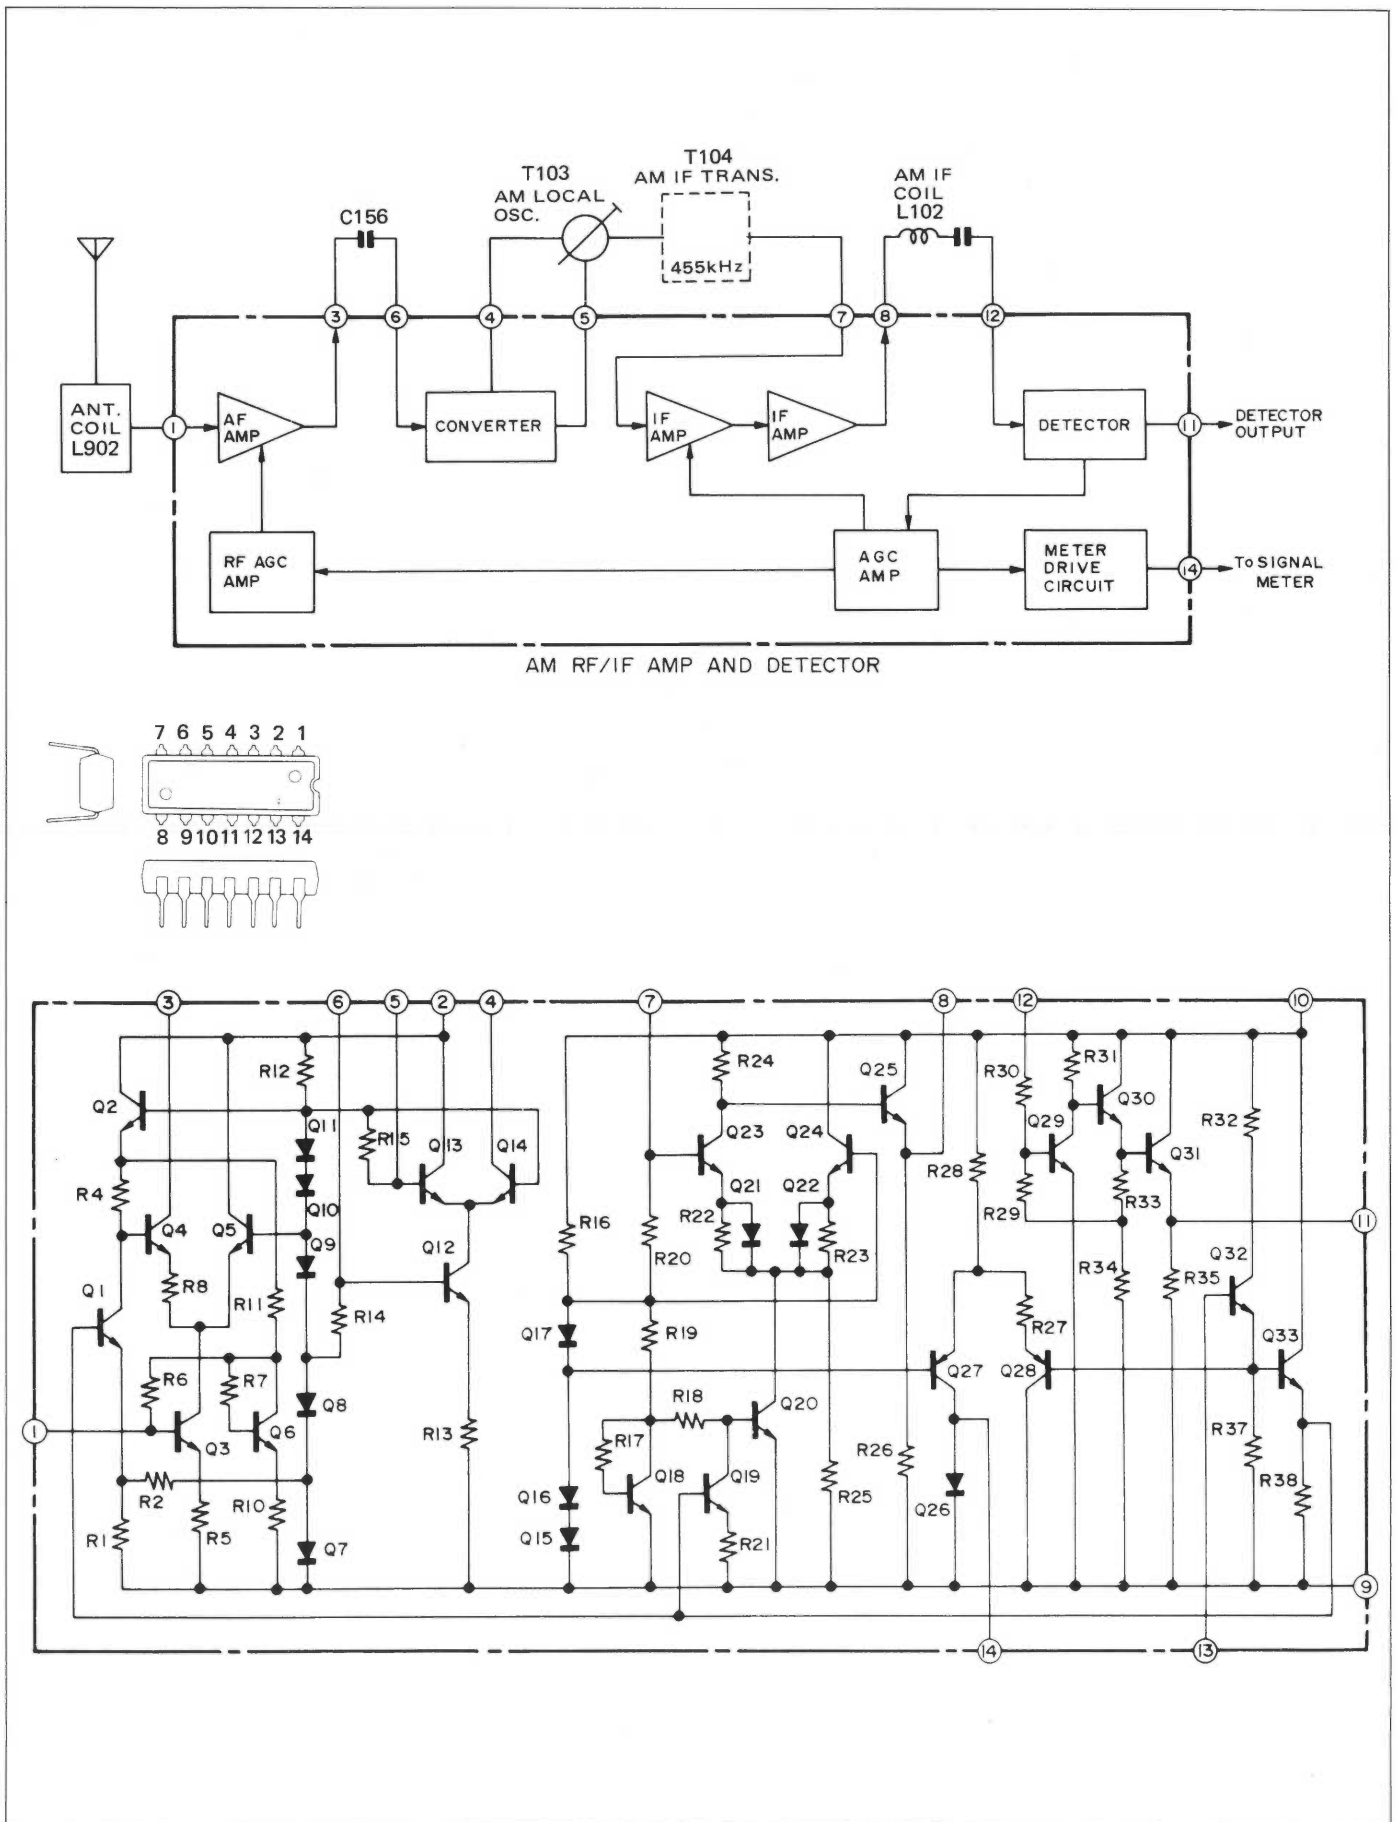 T104
AM IF TRANS.
T103
AM LOCAL
OSC.
AM IF
COIL
L102
C156
455kHz
3
6
4
5
7
8
12
ANT.
COIL
L902
1
AF
AMP
CONVERTER
IF
AMP
IF
AMP
DETECTOR
11
DETECTOR
OUTPUT
RF AGC
AMP
AGC
AMP
METER
DRIVE
CIRCUIT
14
To SIGNAL
METER
AM RF/IF AMP AND DETECTOR
7 6 5 4 3 2 1
8 9 10 11 12 13 14
3
6
5
2
4
7
8
12
10
R12
R24
R31
Q2
Q11
R15
Q13
Q14
Q23
Q24
Q25
R30
Q29
Q30
R32
R4
Q10
Q21
Q22
R28
R29
R33
Q31
Q4
Q5
Q9
R16
R20
R22
R23
11
R8
Q12
Q32
Q1
R11
R14
R34
R35
Q17
R19
R27
Q33
R6
R7
Q8
R18
Q27
Q28
1
Q3
Q6
R13
R17
Q20
R37
R2
Q18
Q19
R26
R38
R1
R5
R10
Q7
Q16
Q15
R21
R25
Q26
9
14
13